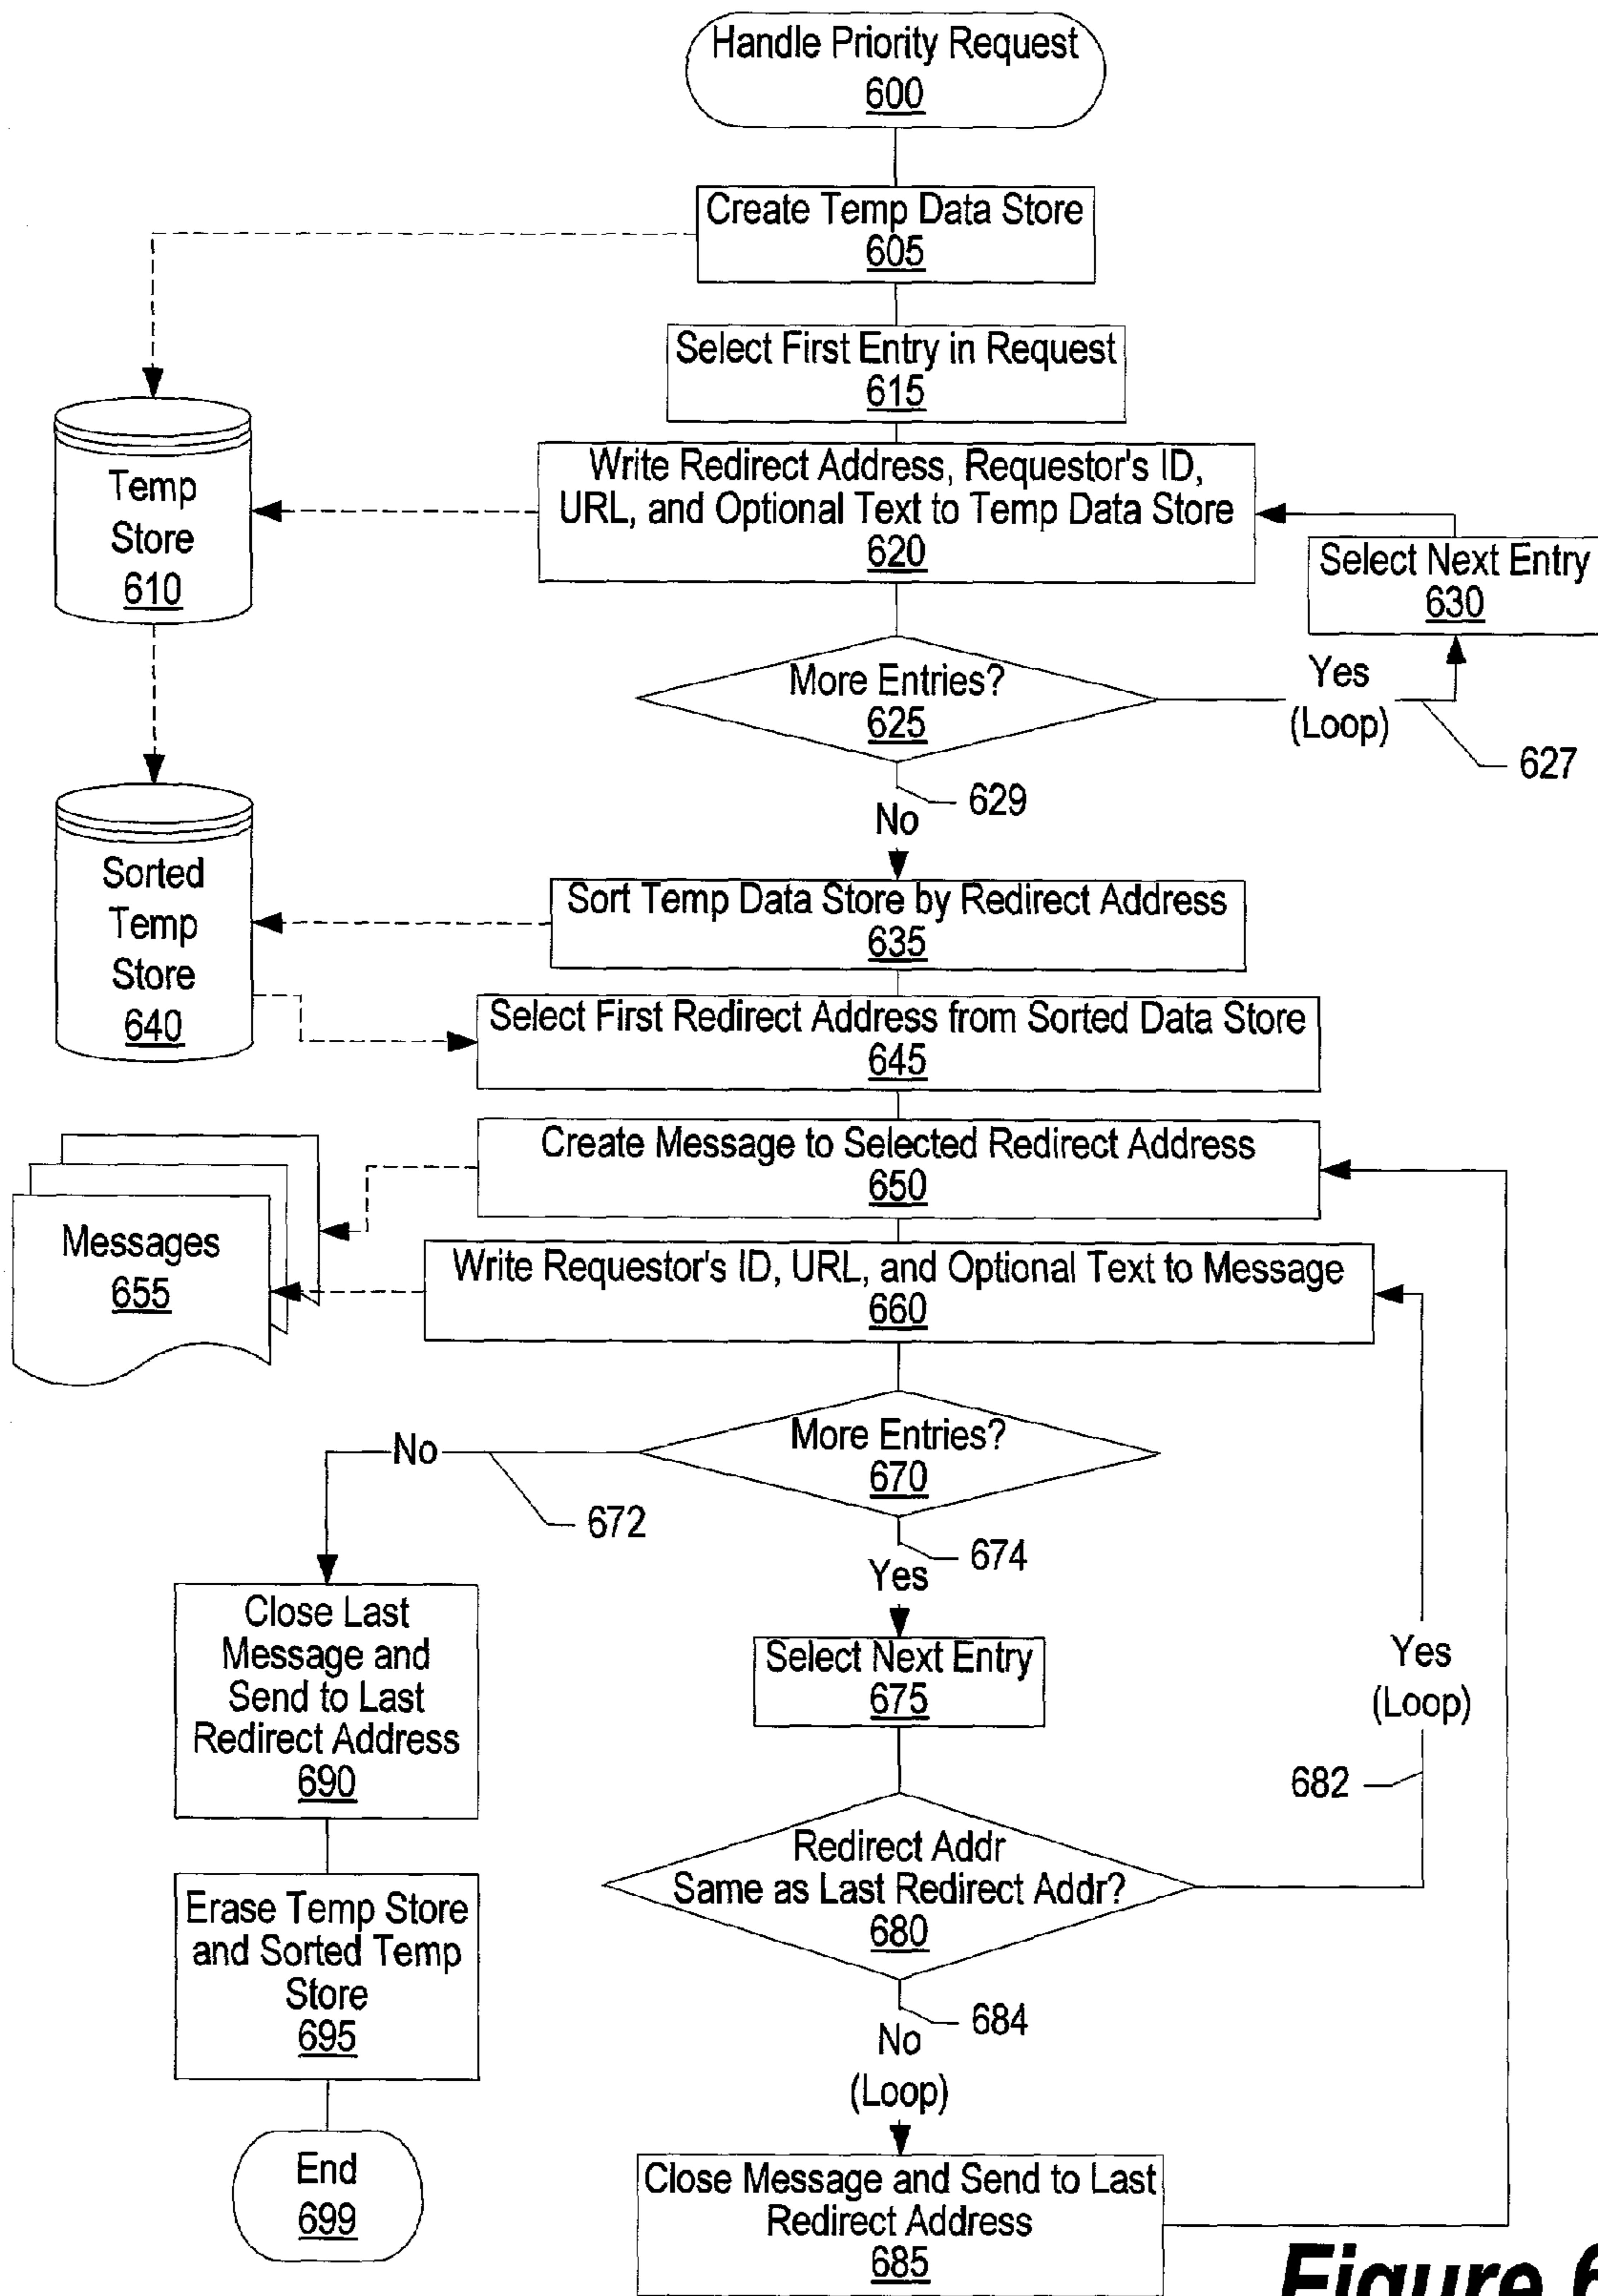 Handle Priority Request
600
Create Temp Data Store
605
Select First Entry in Request
615
Write Redirect Address, Requestor's ID,
URL, and Optional Text to Temp Data Store
620
Temp
Store
610
Select Next Entry
630
More Entries?
625
Yes
(Loop)
627
629
No
Sorted
Temp
Store
640
Sort Temp Data Store by Redirect Address
635
Select First Redirect Address from Sorted Data Store
645
Create Message to Selected Redirect Address
650
Messages
655
Write Requestor's ID, URL, and Optional Text to Message
660
More Entries?
670
No
672
674
Yes
Close Last
Message and
Send to Last
Redirect Address
690
Select Next Entry
675
Yes
(Loop)
682
Redirect Addr
Same as Last Redirect Addr?
680
Erase Temp Store
and Sorted Temp
Store
695
684
No
(Loop)
End
699
Close Message and Send to Last
Redirect Address
685
Figure 6